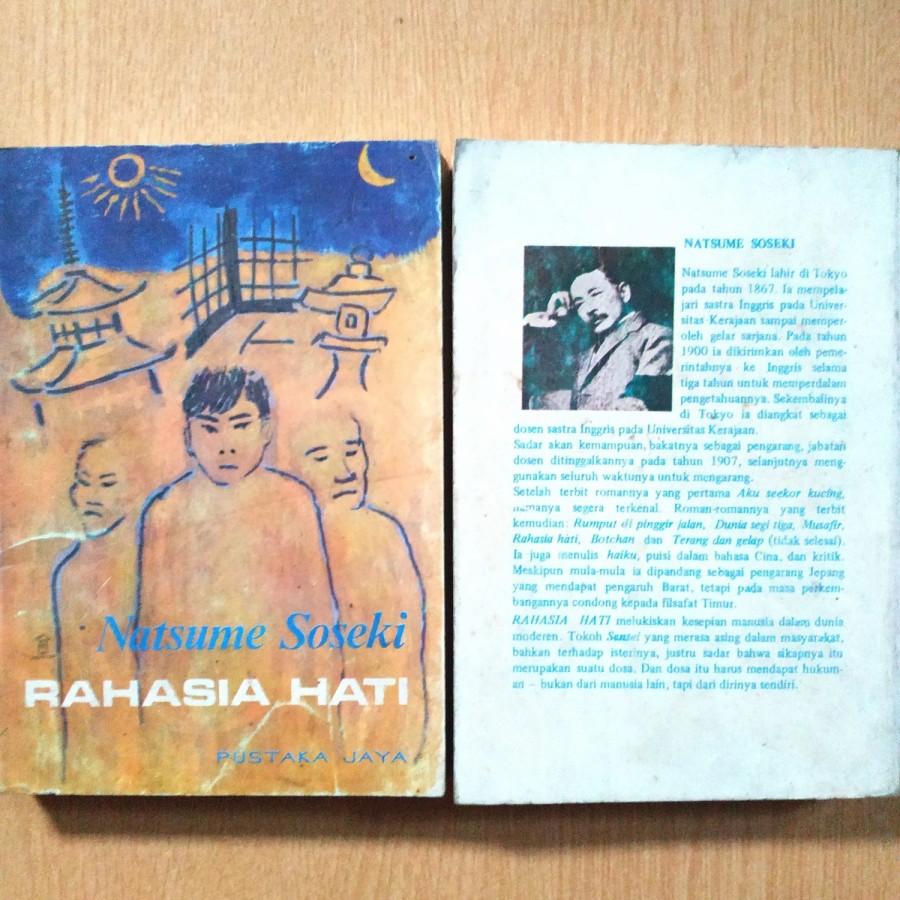 Natsume Soseki
RAHASIA HATI
PUSTAKA JAYA
NATSUME SOSEKI
Natsume Soseki lahir di Tokyo
pada tahun 1867. Ia mempela-
jari sastra Inggris pada Univer-
sitas Kerajaan sampai memper-
oleh gelar sarjana. Pada tahun
1900 ia dikirimkan oleh peme-
rintahnya ke Inggris selama
tiga tahun untuk memperdalam
pengetahuannya. Sekembalinya
di Tokyo ia diangkat sebagai
dosen sastra Inggris pada Universitas Kerajaan.
Sadar akan kemampuan, bakatnya sebagai pengarang, jabatan
dosen ditinggalkannya pada tahun 1907, selanjutnya meng-
gunakan seluruh waktunya untuk mengarang.
Setelah terbit romannya yang pertama Aku seekor kucing,
namanya segera terkenal. Roman-romannya yang terbit
kemudian: Rumput di pinggir jalan, Dunia segi tiga, Musafir,
Rahasia hati, Botchan dan Terang dan gelap (tidak selesai).
Ia juga menulis haiku, puisi dalam bahasa Cina, dan kritik.
Meskipun mula-mula ia dipandang sebagai pengarang Jepang
yang mendapat pengaruh Barat, tetapi pada masa perkem-
bangannya condong kepada filsafat Timur.
RAHASIA HATI melukiskan kesepian manusia dalam dunia
moderen. Tokoh Sensei yang merasa asing dalam masyarakat,
bahkan terhadap isterinya, justru sadar bahwa sikapnya itu
merupakan suatu dosa. Dan dosa itu harus mendapat hukum-
an — bukan dari manusia lain, tapi dari dirinya sendiri.